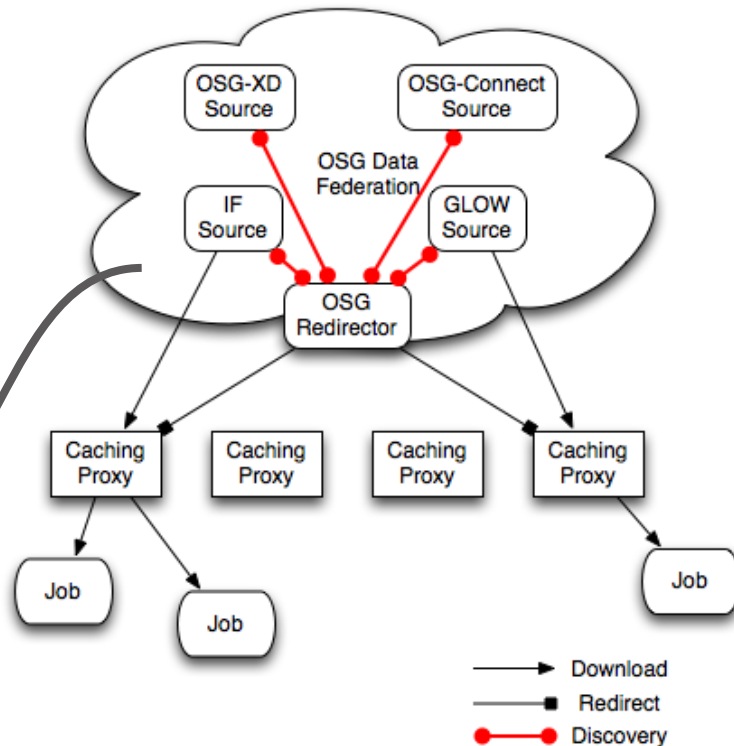 OSG-XD
Source
OSG-Connect
Source
OSG Data
Federation
IF
Source
GLOW
Source
OSG
Redirector
Caching
Proxy
Caching
Proxy
Caching
Proxy
Caching
Proxy
Job
Job
Job
Download
Redirect
Discovery